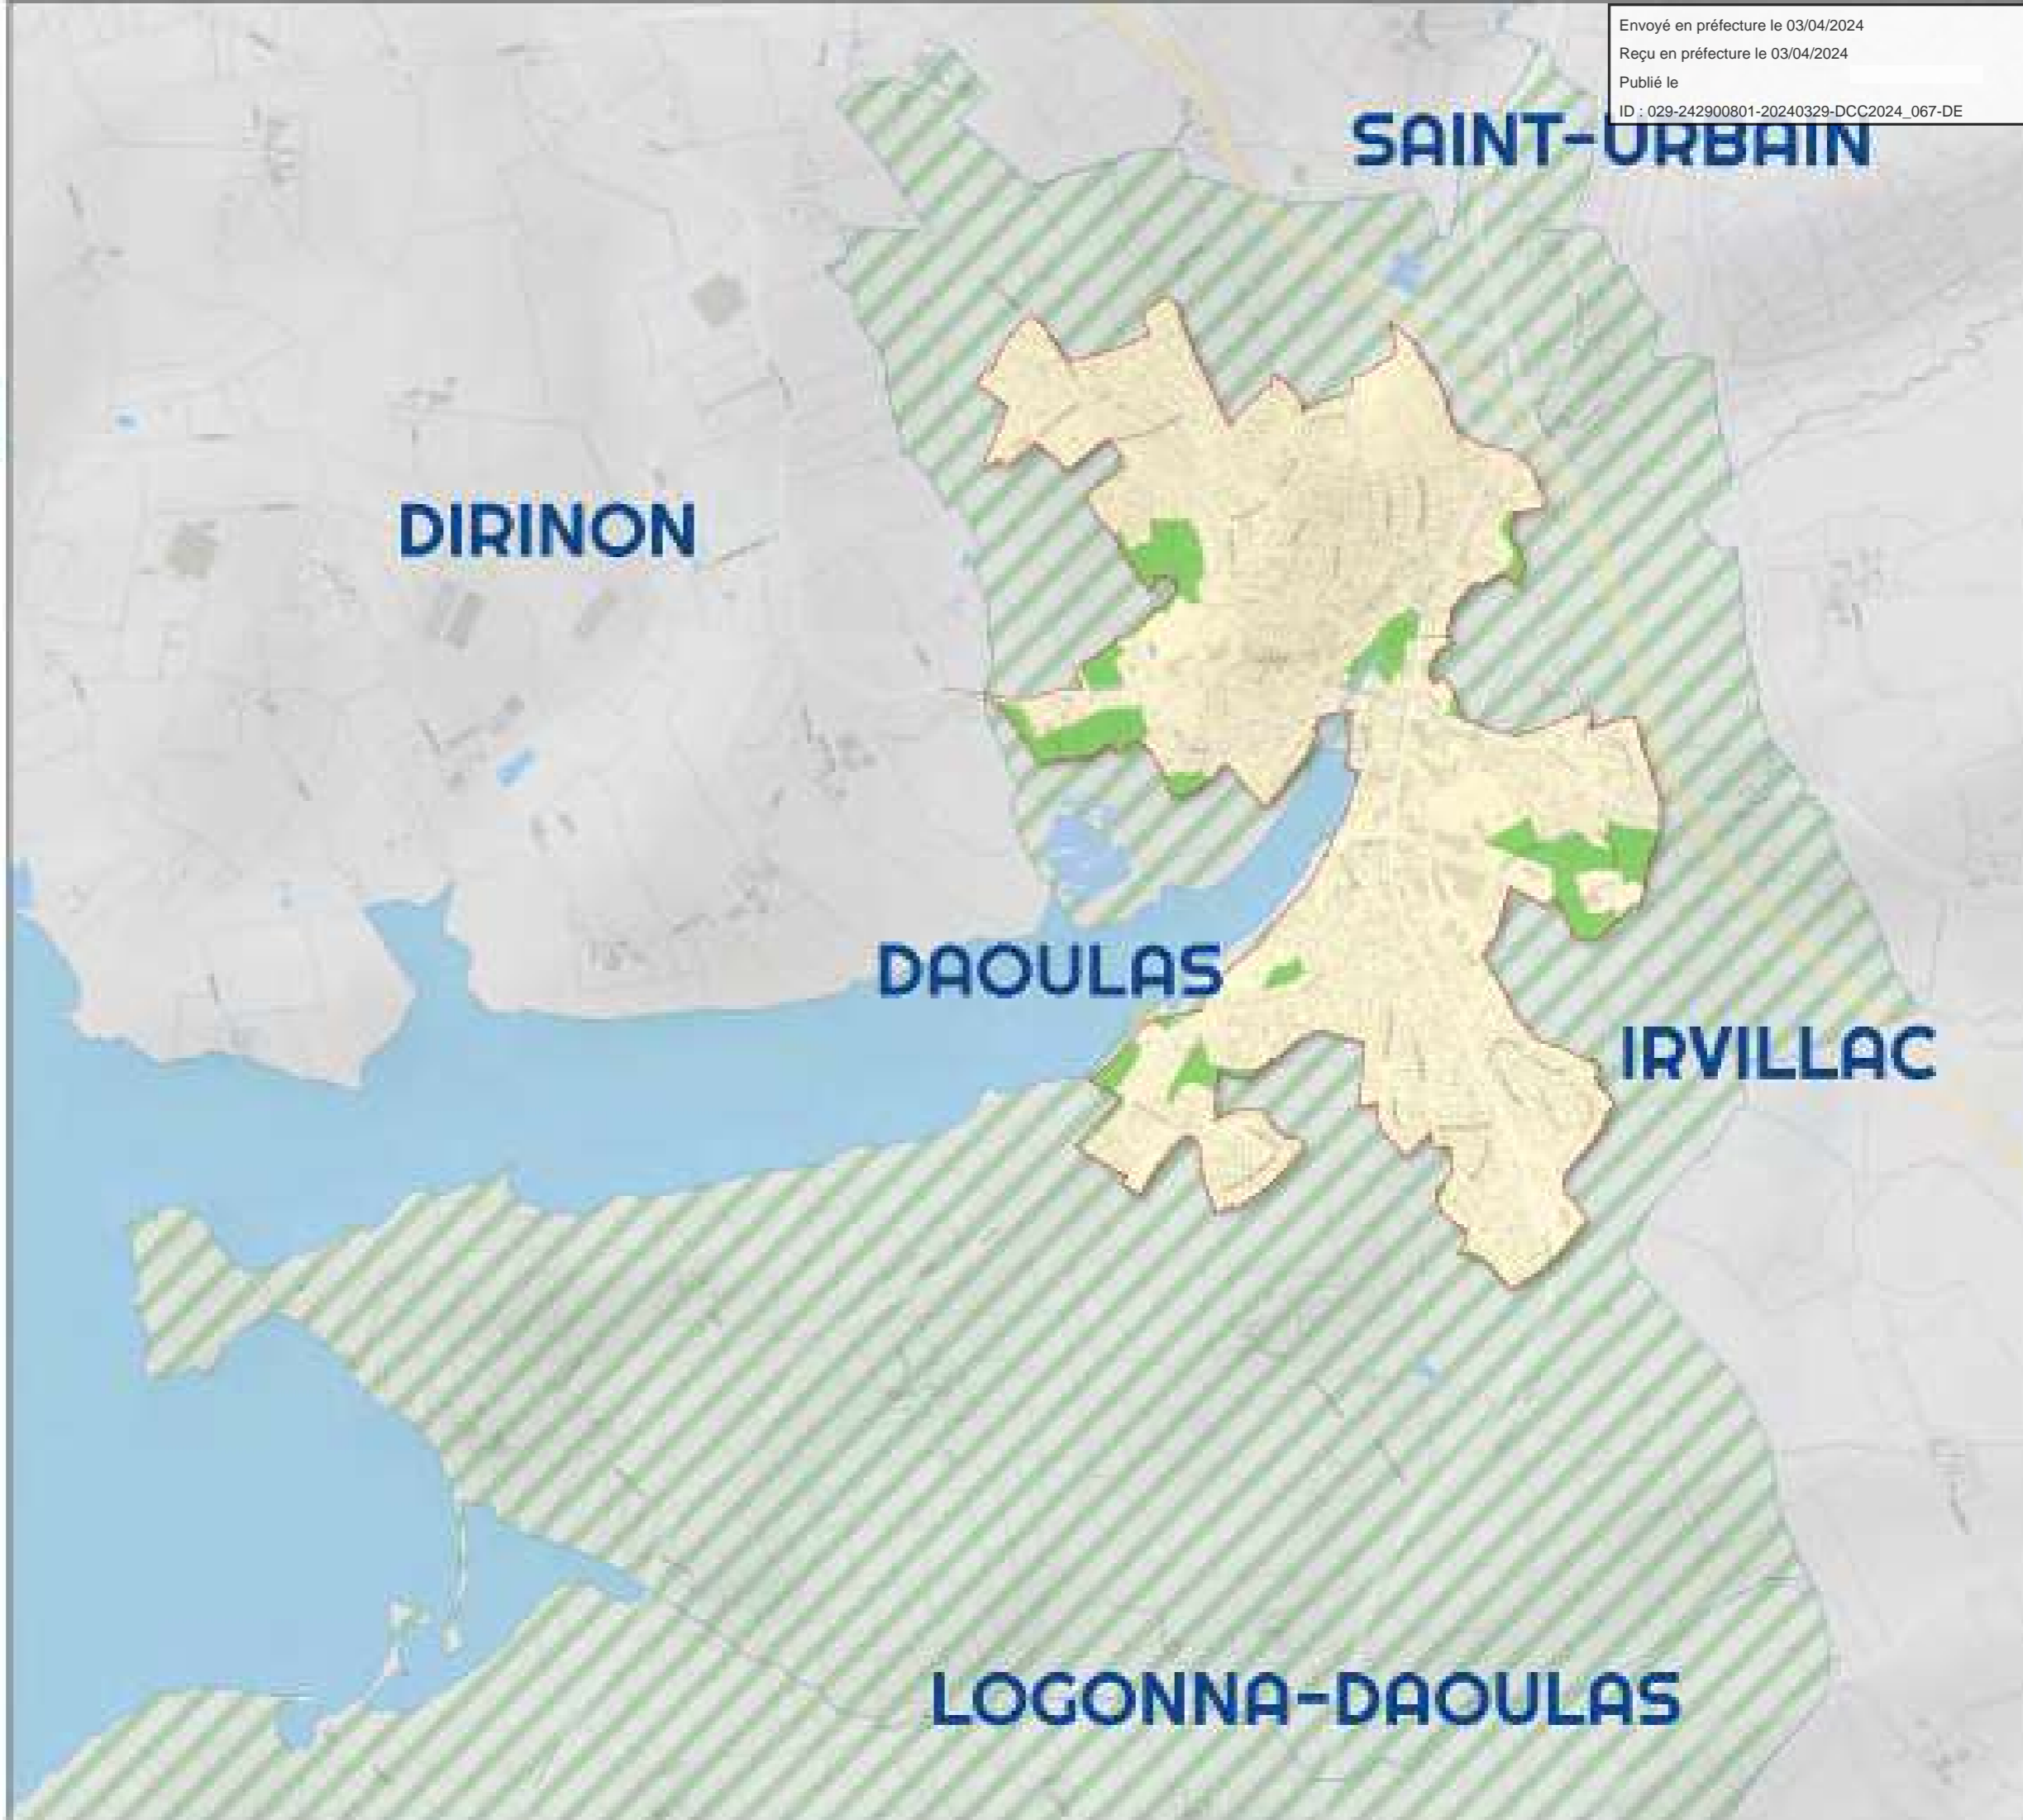 Envoyé en préfecture le 03/04/2024
Reçu en préfecture le 03/04/2024
Publié le
ID : 029-242900801-20240329-DCC2024_067-DE
SAINT-URBAIN
DIRINON
DAOULAS
IRVILLAC
LOGONNA-DAOULAS